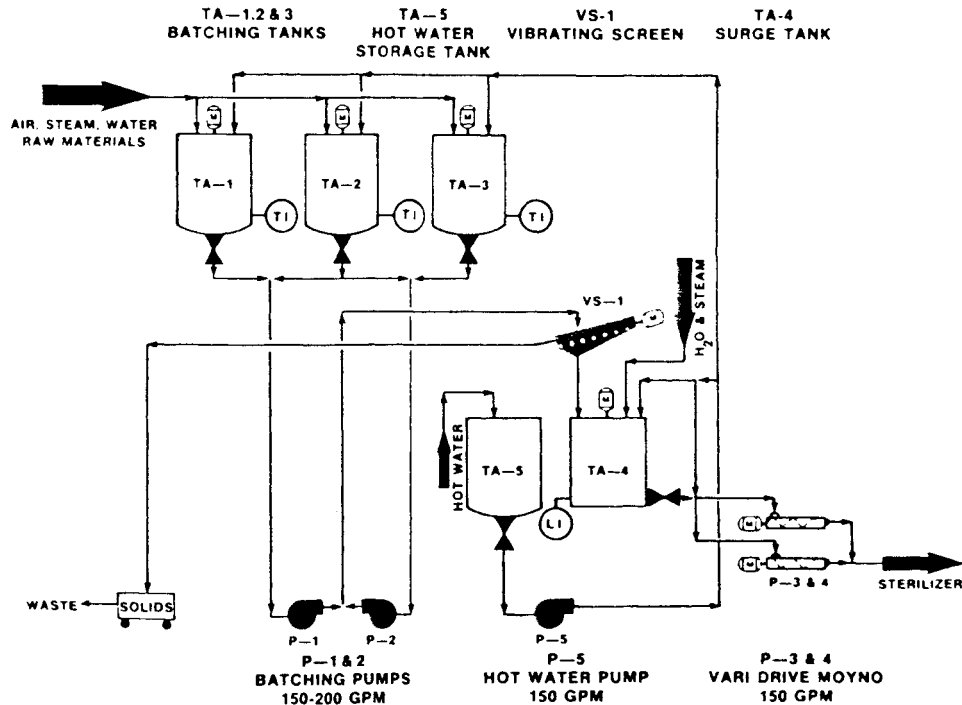 TA—1,2 & 3
BATCHING TANKS
TA—5
HOT WATER
STORAGE TANK
VS-1
VIBRATING SCREEN
TA-4
SURGE TANK
AIR, STEAM, WATER
RAW MATERIALS
M
M
M
TA—1
TA—2
TA—3
TI
TI
TI
VS—1
M
H2O & STEAM
M
HOT WATER
TA—5
TA—4
LI
M
M
P—3 & 4
STERILIZER
WASTE
SOLIDS
P—1
P—2
P—5
P—1 & 2
BATCHING PUMPS
150-200 GPM
P—5
HOT WATER PUMP
150 GPM
P—3 & 4
VARI DRIVE MOYNO
150 GPM